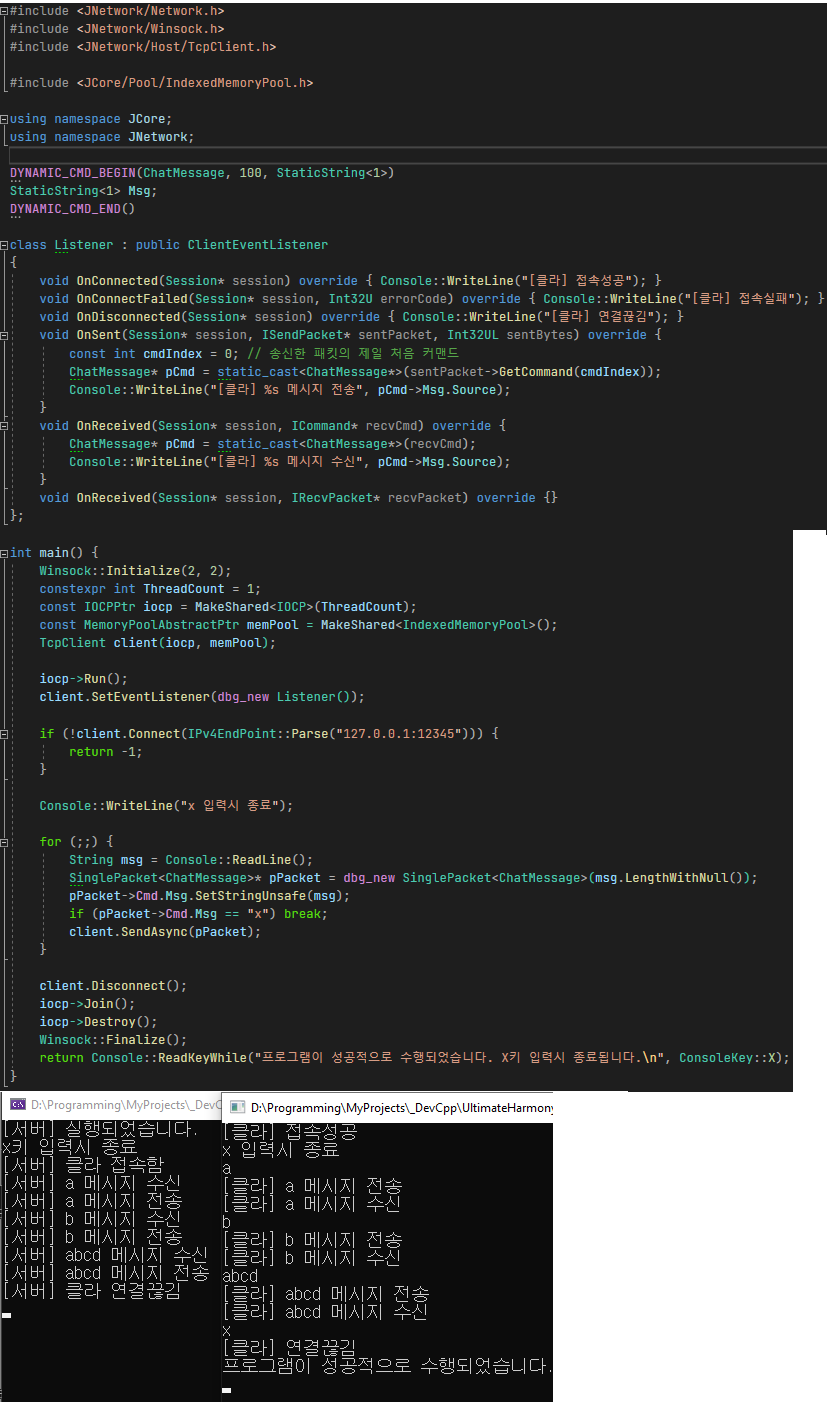 #include <JNetwork/Network.h>
#include <JNetwork/Winsock.h>
#include <JNetwork/Host/TcpClient.h>
#include <JCore/Pool/IndexedMemoryPool.h>
using namespace JCore;
using namespace JNetwork;
DYNAMIC_CMD_BEGIN(ChatMessage, 100, StaticString<1>)
StaticString<1> Msg;
DYNAMIC_CMD_END()
class Listener : public ClientEventListener
{
    void OnConnected(Session* session) override { Console::WriteLine("[클라] 접속성공"); }
    void OnConnectFailed(Session* session, Int32U errorCode) override { Console::WriteLine("[클라] 접속실패"); }
    void OnDisconnected(Session* session) override { Console::WriteLine("[클라] 연결끊김"); }
    void OnSent(Session* session, ISendPacket* sentPacket, Int32UL sentBytes) override {
        const int cmdIndex = 0; // 송신한 패킷의 제일 처음 커맨드
        ChatMessage* pCmd = static_cast<ChatMessage*>(sentPacket->GetCommand(cmdIndex));
        Console::WriteLine("[클라] %s 메시지 전송", pCmd->Msg.Source);
    }
    void OnReceived(Session* session, ICommand* recvCmd) override {
        ChatMessage* pCmd = static_cast<ChatMessage*>(recvCmd);
        Console::WriteLine("[클라] %s 메시지 수신", pCmd->Msg.Source);
    }
    void OnReceived(Session* session, IRecvPacket* recvPacket) override {}
};
int main() {
    Winsock::Initialize(2, 2);
    constexpr int ThreadCount = 1;
    const IOCPPtr iocp = MakeShared<IOCP>(ThreadCount);
    const MemoryPoolAbstractPtr memPool = MakeShared<IndexedMemoryPool>();
    TcpClient client(iocp, memPool);
    iocp->Run();
    client.SetEventListener(dbg_new Listener());
    if (!client.Connect(IPv4EndPoint::Parse("127.0.0.1:12345"))) {
        return -1;
    }
    Console::WriteLine("x 입력시 종료");
    for (;;) {
        String msg = Console::ReadLine();
        SinglePacket<ChatMessage>* pPacket = dbg_new SinglePacket<ChatMessage>(msg.LengthWithNull());
        pPacket->Cmd.Msg.SetStringUnsafe(msg);
        if (pPacket->Cmd.Msg == "x") break;
        client.SendAsync(pPacket);
    }
    client.Disconnect();
    iocp->Join();
    iocp->Destroy();
    Winsock::Finalize();
    return Console::ReadKeyWhile("프로그램이 성공적으로 수행되었습니다. X키 입력시 종료됩니다.\n", ConsoleKey::X);
}
D:\Programming\MyProjects\_DevC
[서버] 실행되었습니다.
x키 입력시 종료
[서버] 클라 접속함
[서버] a 메시지 수신
[서버] a 메시지 전송
[서버] b 메시지 수신
[서버] b 메시지 전송
[서버] abcd 메시지 수신
[서버] abcd 메시지 전송
[서버] 클라 연결끊김
D:\Programming\MyProjects\_DevCpp\UltimateHarmony
[클라] 접속성공
x 입력시 종료
a
[클라] a 메시지 전송
[클라] a 메시지 수신
b
[클라] b 메시지 전송
[클라] b 메시지 수신
abcd
[클라] abcd 메시지 전송
[클라] abcd 메시지 수신
x
[클라] 연결끊김
프로그램이 성공적으로 수행되었습니다.